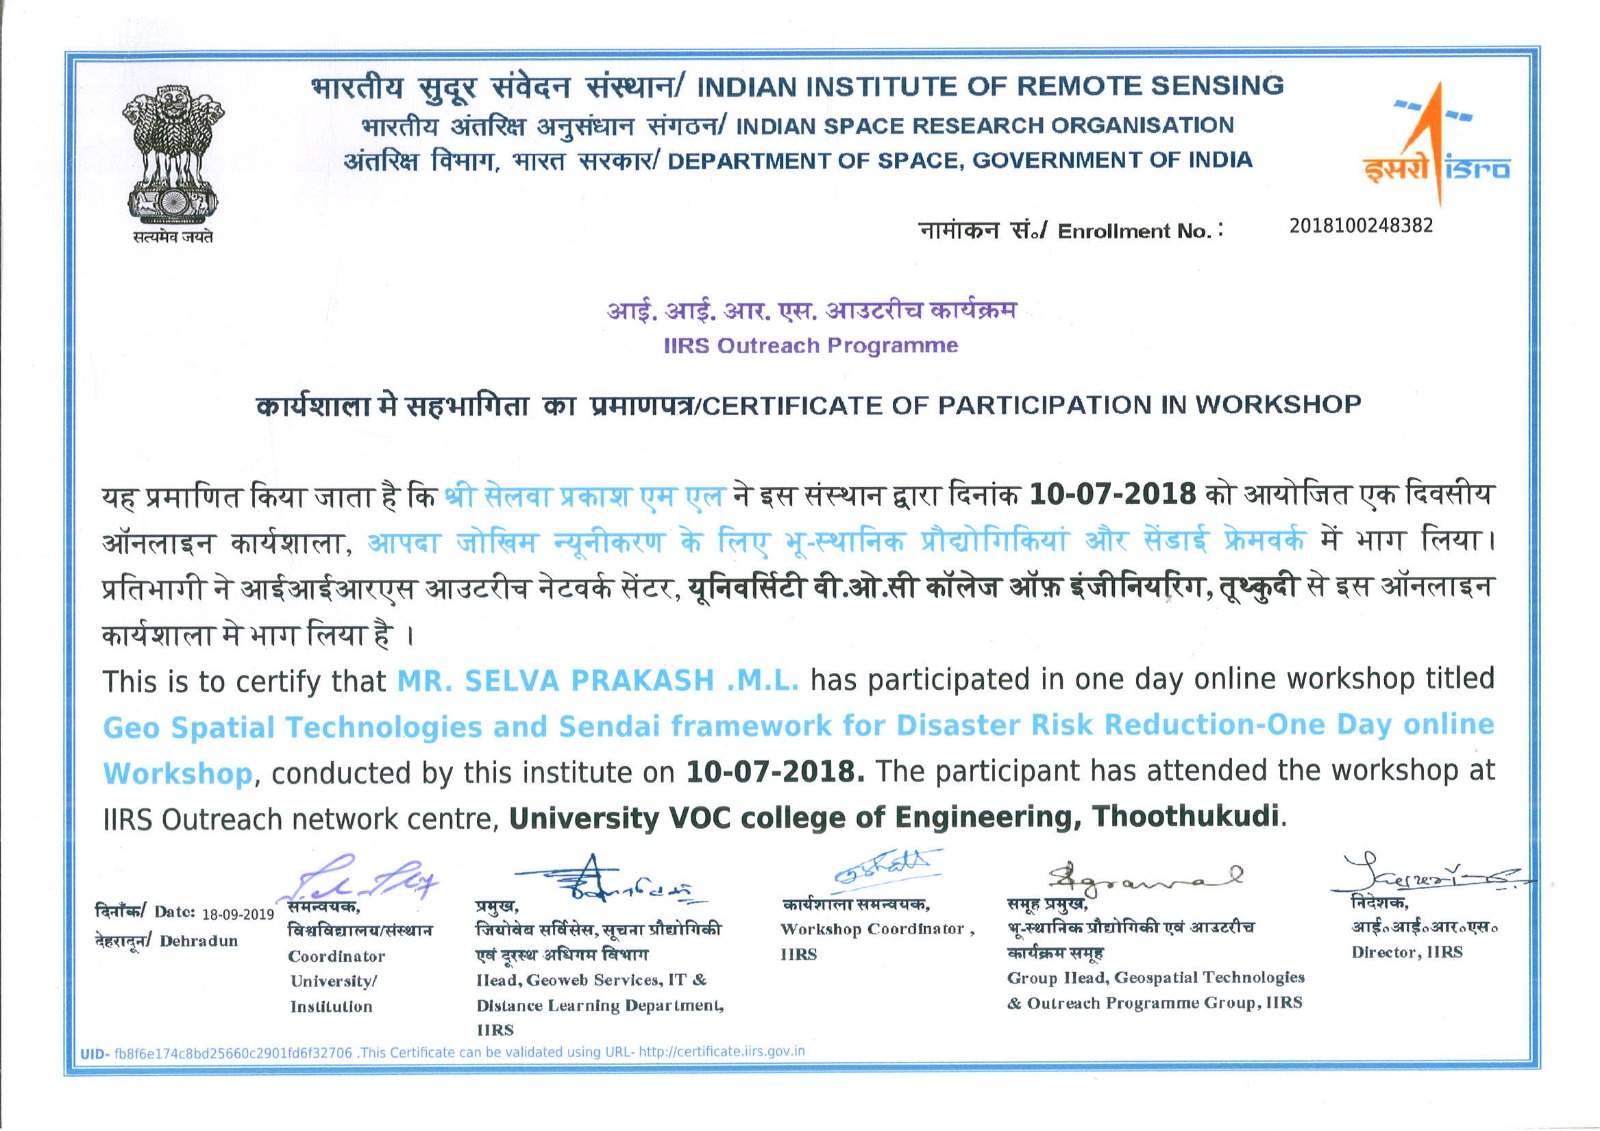 भारतीय सुदूर संवेदन संस्थान/ INDIAN INSTITUTE OF REMOTE SENSING
भारतीय अंतरिक्ष अनुसंधान संगठन/ INDIAN SPACE RESEARCH ORGANISATION
अंतरिक्ष विभाग, भारत सरकार/ DEPARTMENT OF SPACE, GOVERNMENT OF INDIA
सत्यमेव जयते
इसरो isro
नामांकन सं॰/ Enrollment No. : 2018100248382
आई. आई. आर. एस. आउटरीच कार्यक्रम
IIRS Outreach Programme
कार्यशाला मे सहभागिता का प्रमाणपत्र/CERTIFICATE OF PARTICIPATION IN WORKSHOP
यह प्रमाणित किया जाता है कि श्री सेलवा प्रकाश एम एल ने इस संस्थान द्वारा दिनांक 10-07-2018 को आयोजित एक दिवसीय
ऑनलाइन कार्यशाला, आपदा जोखिम न्यूनीकरण के लिए भू-स्थानिक प्रौद्योगिकियां और सेंडाई फ्रेमवर्क में भाग लिया।
प्रतिभागी ने आईआईआरएस आउटरीच नेटवर्क सेंटर, यूनिवर्सिटी वी.ओ.सी कॉलेज ऑफ़ इंजीनियरिंग, तूथ्कुदी से इस ऑनलाइन
कार्यशाला मे भाग लिया है ।
This is to certify that MR. SELVA PRAKASH .M.L. has participated in one day online workshop titled
Geo Spatial Technologies and Sendai framework for Disaster Risk Reduction-One Day online
Workshop, conducted by this institute on 10-07-2018. The participant has attended the workshop at
IIRS Outreach network centre, University VOC college of Engineering, Thoothukudi.
दिनाँक/ Date: 18-09-2019
देहरादून/ Dehradun
समन्वयक,
विश्वविद्यालय/संस्थान
Coordinator
University/
Institution
प्रमुख,
जियोवेब सर्विसेस, सूचना प्रौद्योगिकी
एवं दूरस्थ अधिगम विभाग
Head, Geoweb Services, IT &
Distance Learning Department,
IIRS
कार्यशाला समन्वयक,
Workshop Coordinator ,
IIRS
Agrawal
समूह प्रमुख,
भू-स्थानिक प्रौद्योगिकी एवं आउटरीच
कार्यक्रम समूह
Group Head, Geospatial Technologies
& Outreach Programme Group, IIRS
निदेशक,
आई॰आई॰आर॰एस॰
Director, IIRS
UID- fb8f6e174c8bd25660c2901fd6f32706 .This Certificate can be validated using URL- http://certificate.iirs.gov.in